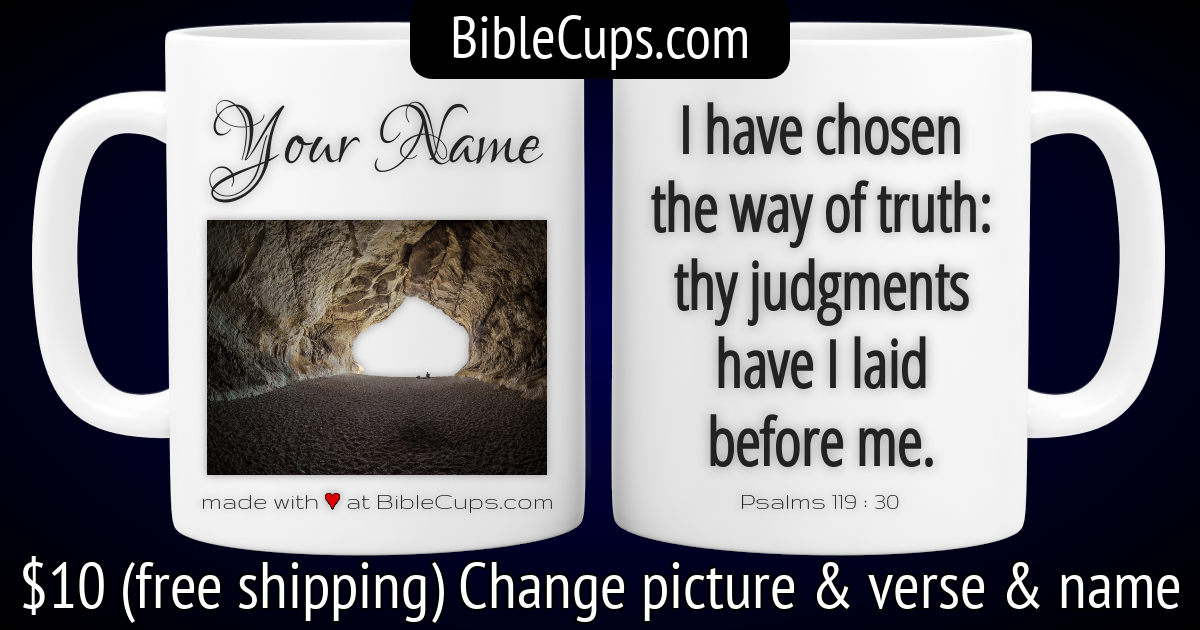 BibleCups.com
Your Name
made with ♥ at BibleCups.com
I have chosen
the way of truth:
thy judgments
have I laid
before me.
Psalms 119 : 30
$10 (free shipping) Change picture & verse & name